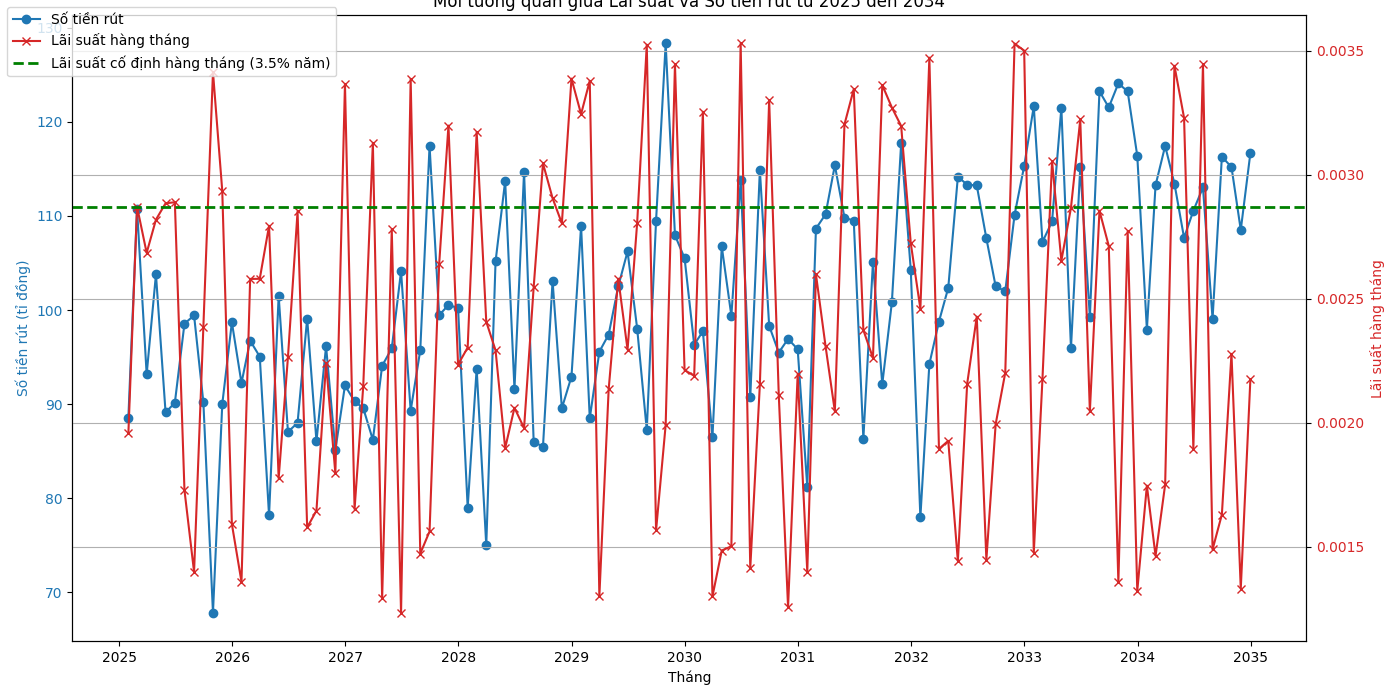 Mối tương quan giữa Lãi suất và Số tiền rút từ 2025 đến 2034
Số tiền rút
Lãi suất hàng tháng
Lãi suất cố định hàng tháng (3.5% năm)
130
120
110
100
90
80
70
Số tiền rút (tỉ đồng)
0.0035
0.0030
0.0025
0.0020
0.0015
Lãi suất hàng tháng
2025 2026 2027 2028 2029 2030 2031 2032 2033 2034 2035
Tháng